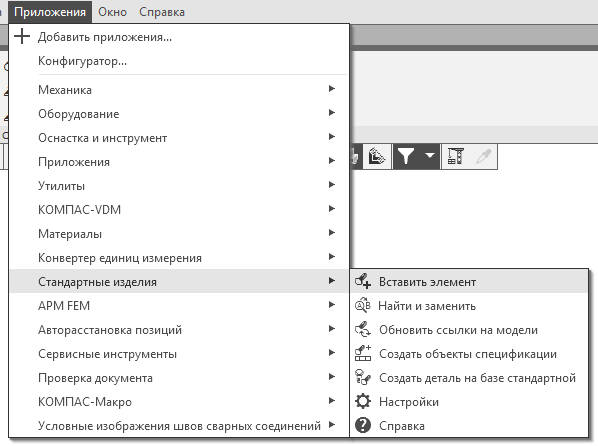 Приложения Окно Справка
Добавить приложения...
Конфигуратор...
Механика
Оборудование
Оснастка и инструмент
Приложения
Утилиты
КОМПАС-VDM
Материалы
Конвертер единиц измерения
Стандартные изделия
Вставить элемент
APM FEM
Найти и заменить
Авторасстановка позиций
Обновить ссылки на модели
Сервисные инструменты
Создать объекты спецификации
Проверка документа
Создать деталь на базе стандартной
КОМПАС-Макро
Настройки
Условные изображения швов сварных соединений
Справка